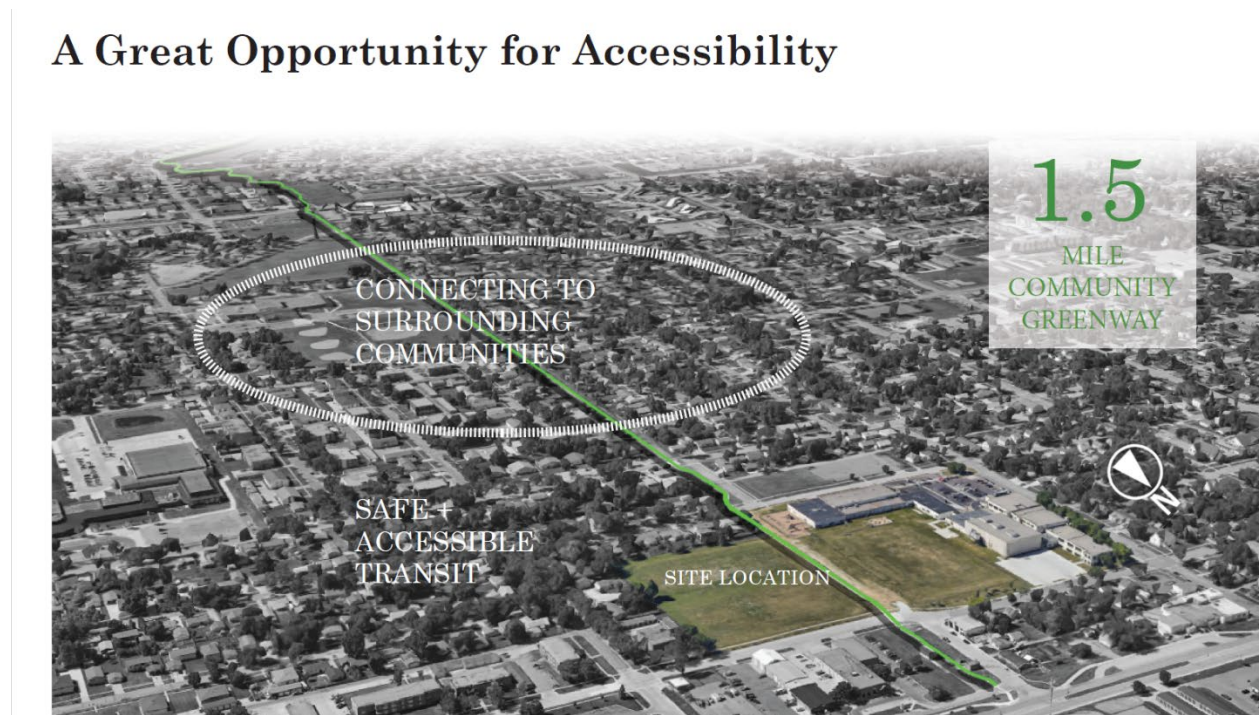 A Great Opportunity for Accessibility
1.5
MILE
COMMUNITY
GREENWAY
CONNECTING TO
SURROUNDING
COMMUNITIES
SAFE +
ACCESSIBLE
TRANSIT
SITE LOCATION
N